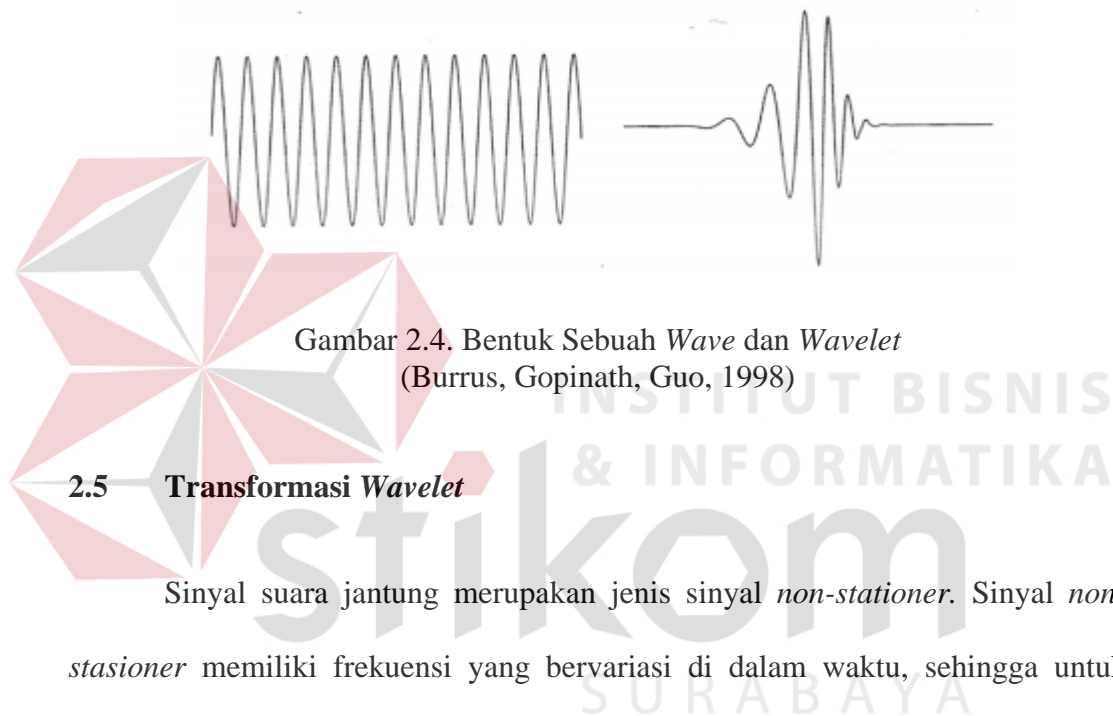 Gambar 2.4. Bentuk Sebuah Wave dan Wavelet
(Burrus, Gopinath, Guo, 1998)
INSTITUT BISNIS
& INFORMATIKA
2.5 Transformasi Wavelet
stikom
Sinyal suara jantung merupakan jenis sinyal non-stationer. Sinyal non
stasioner memiliki frekuensi yang bervariasi di dalam waktu, sehingga
SURABAYA